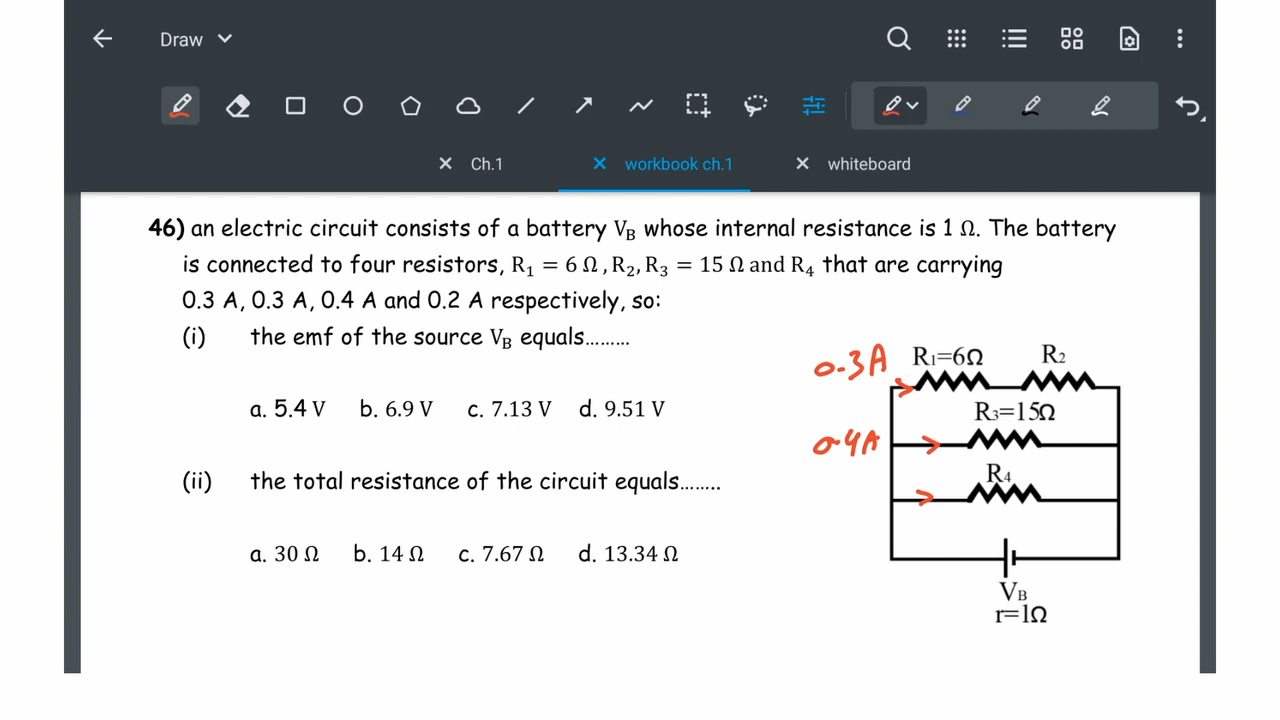 Draw
Ch.1
workbook ch.1
whiteboard
46) an electric circuit consists of a battery V_B whose internal resistance is 1 Ω. The battery
is connected to four resistors, R₁ = 6 Ω , R₂, R₃ = 15 Ω and R₄ that are carrying
0.3 A, 0.3 A, 0.4 A and 0.2 A respectively, so:
(i) the emf of the source V_B equals………
a. 5.4 V b. 6.9 V c. 7.13 V d. 9.51 V
(ii) the total resistance of the circuit equals……..
a. 30 Ω b. 14 Ω c. 7.67 Ω d. 13.34 Ω
0.3A
R₁=6Ω R₂
R₃=15Ω
0.4A
R₄
V_B
r=1Ω